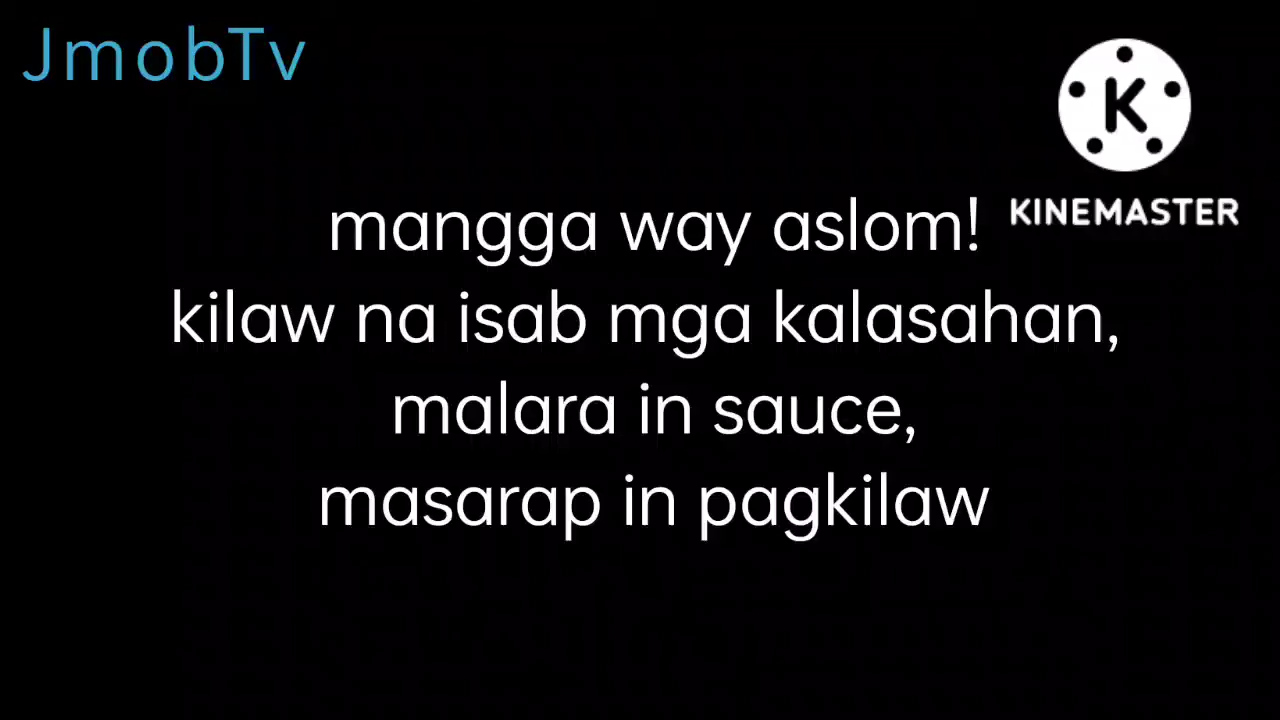 JmobTv
K
KINEMASTER
mangga way aslom!
kilaw na isab mga kalasahan,
malara in sauce,
masarap in pagkilaw